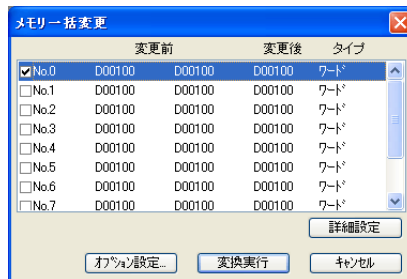 メモリ一括変更
変更前 変更後 タイプ
No.0 D00100 D00100 D00100 ワード
No.1 D00100 D00100 D00100 ワード
No.2 D00100 D00100 D00100 ワード
No.3 D00100 D00100 D00100 ワード
No.4 D00100 D00100 D00100 ワード
No.5 D00100 D00100 D00100 ワード
No.6 D00100 D00100 D00100 ワード
No.7 D00100 D00100 D00100 ワード
詳細設定
オプション設定... 変換実行 キャンセル